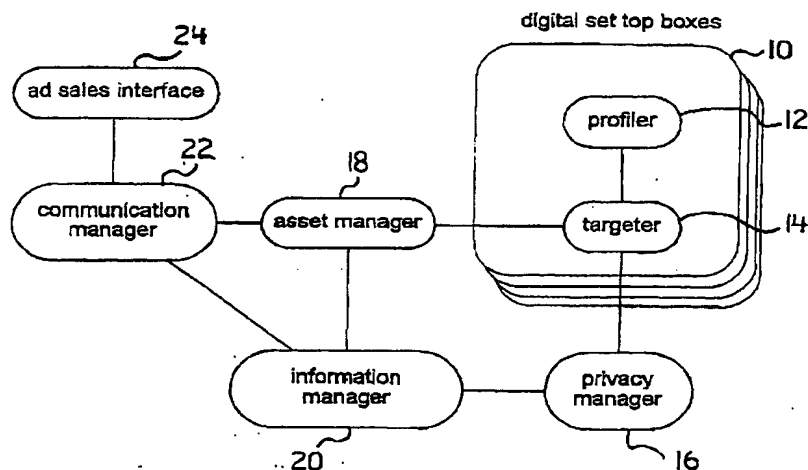 digital set top boxes
24
10
ad sales interface
profiler
12
22
18
communication
manager
asset manager
targeter
14
information
manager
privacy
manager
20
16